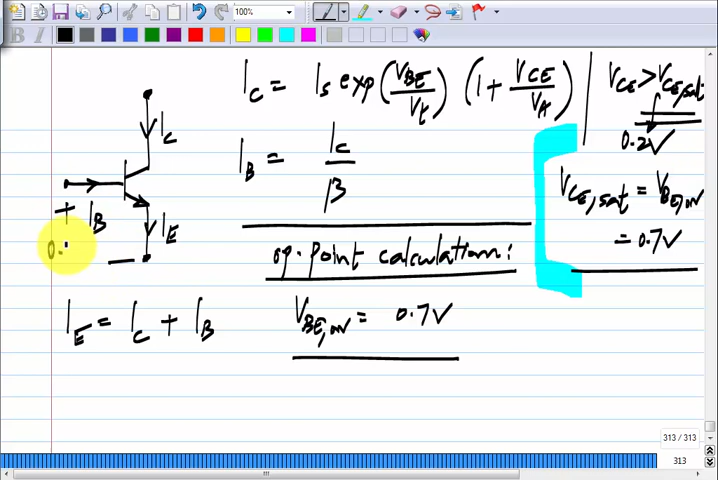 100%
I_C = I_S exp(V_BE/V_t) (1 + V_CE/V_A)
V_CE > V_CE,sat
0.2V
I_C
I_B = I_C/β
V_CE,sat = V_BE,on
= 0.7V
+ I_B
I_E
0.
op. point calculation:
I_E = I_C + I_B
V_BE,on = 0.7V
313 / 313
313